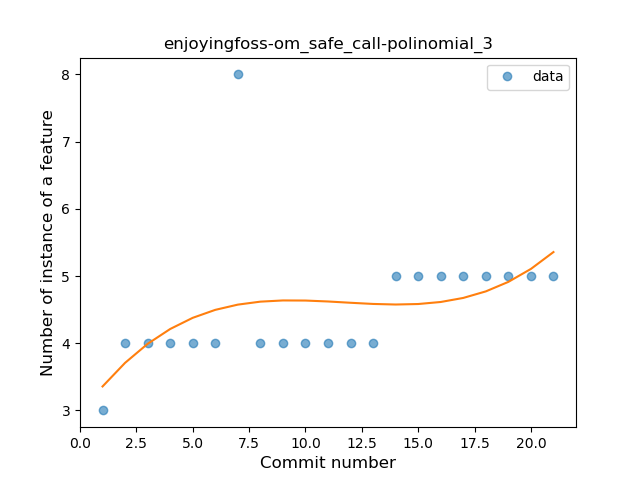 enjoyingfoss-om_safe_call-polinomial_3
data
Number of instance of a feature
8
7
6
5
4
3
0.0 2.5 5.0 7.5 10.0 12.5 15.0 17.5 20.0
Commit number